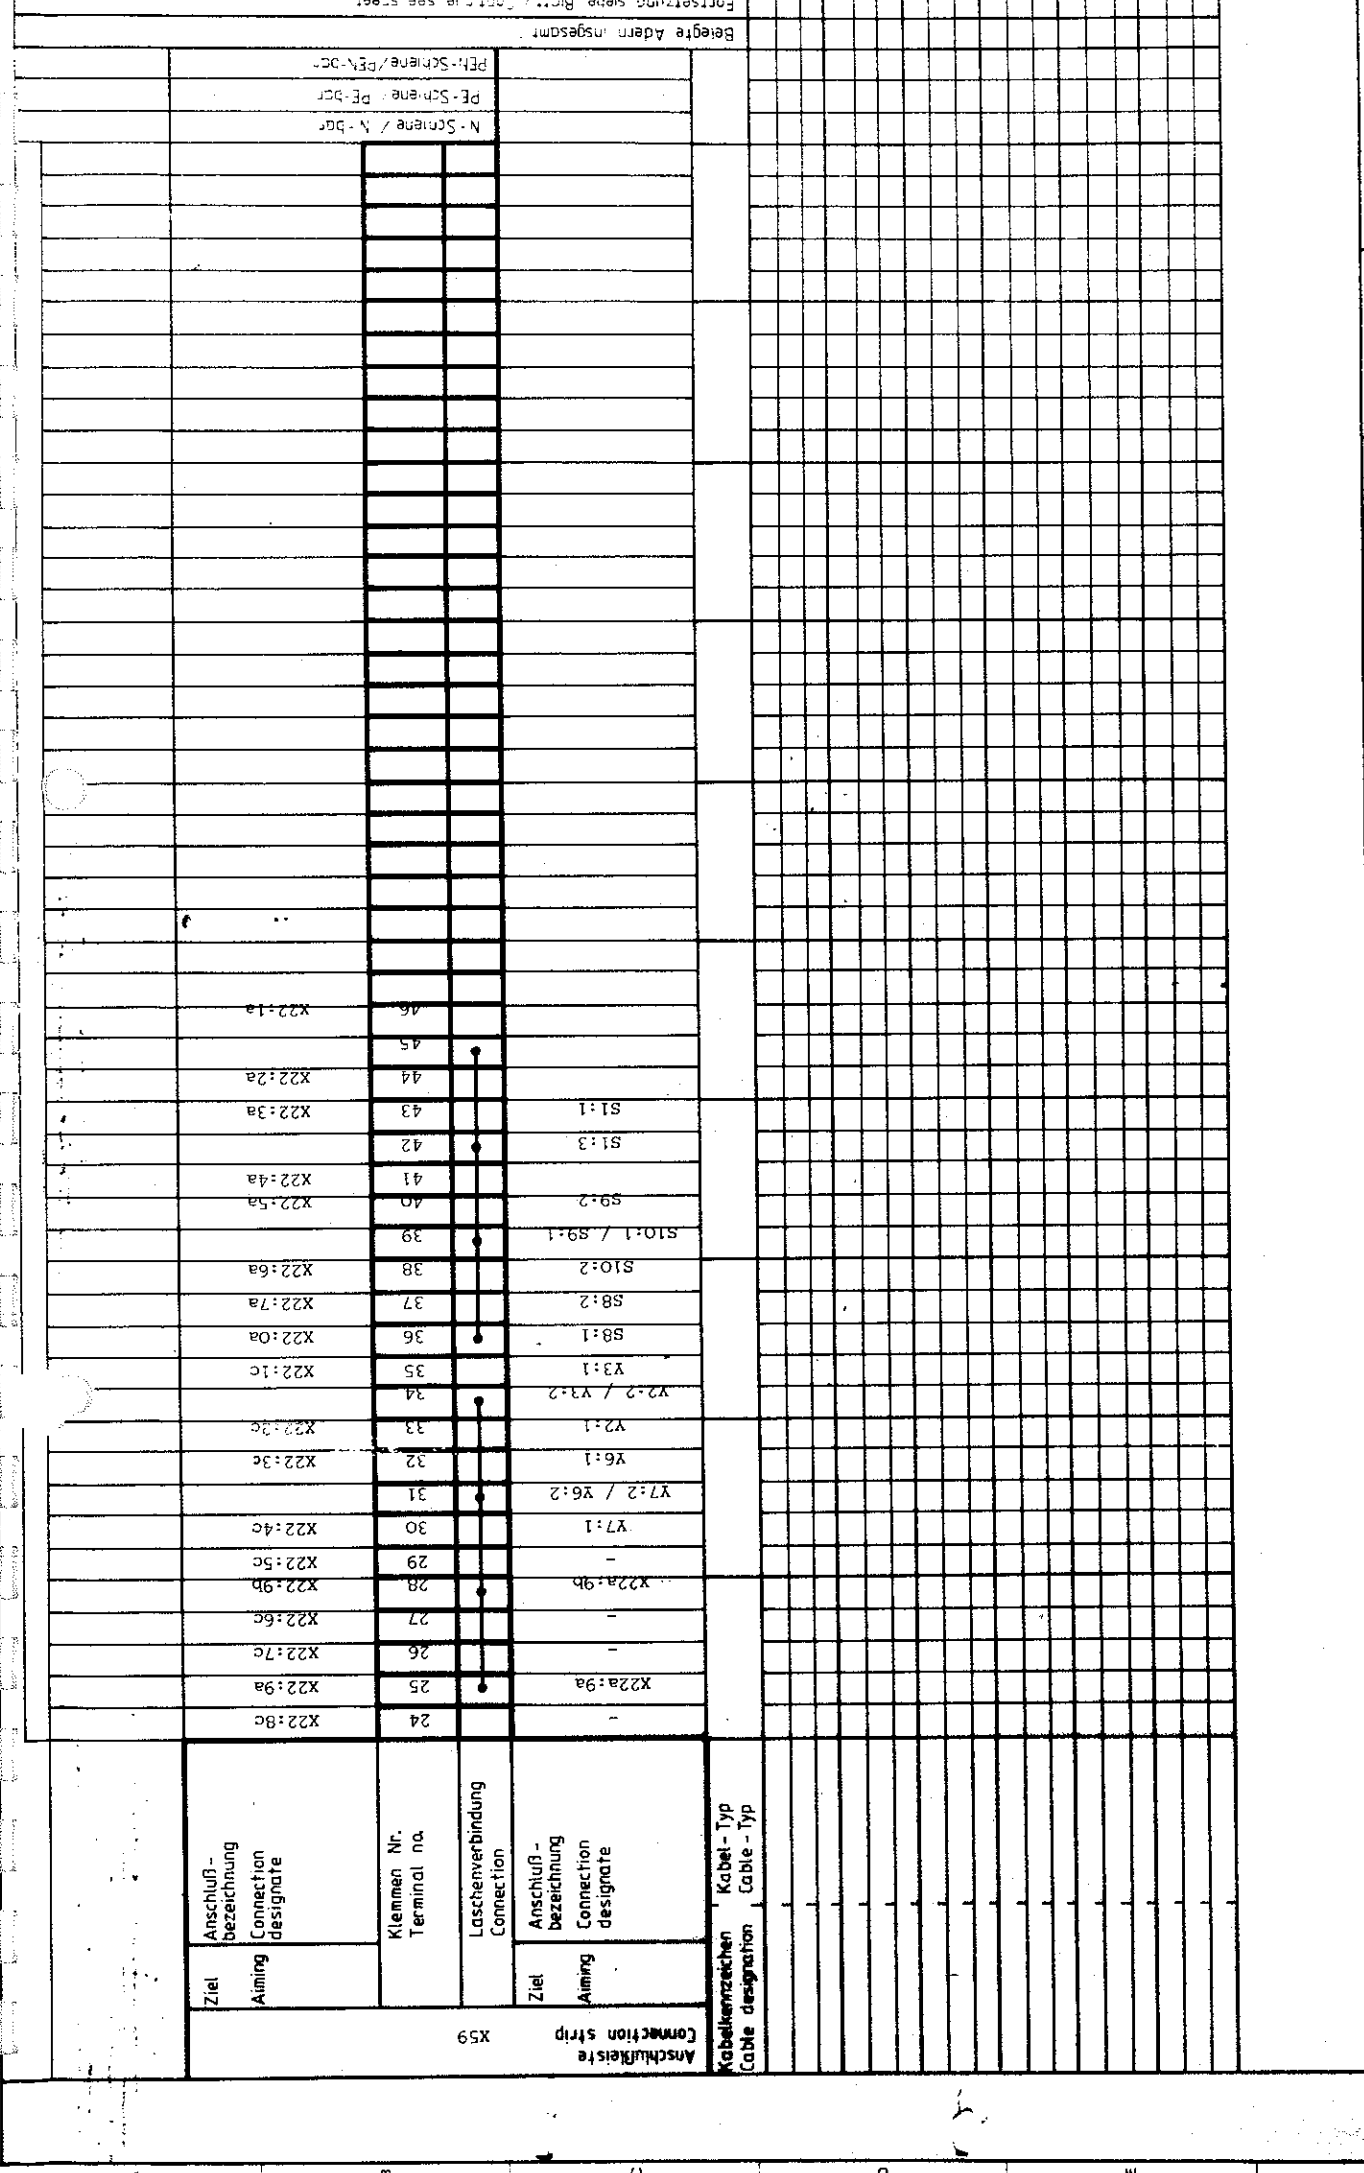 Anschlußleiste
Connection strip X59
Kabelkennzeichen
Cable designation
Kabel-Typ
Cable-Typ
Ziel
Aiming
Anschluß-
bezeichnung
Connection
designate
Laschenverbindung
Connection
Klemmen Nr.
Terminal no.
Ziel
Aiming
Anschluß-
bezeichnung
Connection
designate
- 24 X22:8c
X22a:9a 25 X22:9a
- 26 X22:7c
- 27 X22:6c
X22a:9b 28 X22:9b
- 29 X22:5c
Y7:1 30 X22:4c
Y7:2 / Y6:2 31
Y6:1 32 X22:3c
Y2:1 33 X22:2c
Y2:2 / Y3:2 34
Y3:1 35 X22:1c
S8:1 36 X22:0a
S8:2 37 X22:7a
S10:2 38 X22:6a
S10:1 / S9:1 39
S9:2 40 X22:5a
41 X22:4a
S1:3 42
S1:1 43 X22:3a
44 X22:2a
45
46 X22:1a
N-Schiene / N-bar
PE-Schiene / PE-bar
PEN-Schiene/PEN-bar
Belegte Adern insgesamt
Fortsetzung siehe Blatt / Continue see sheet